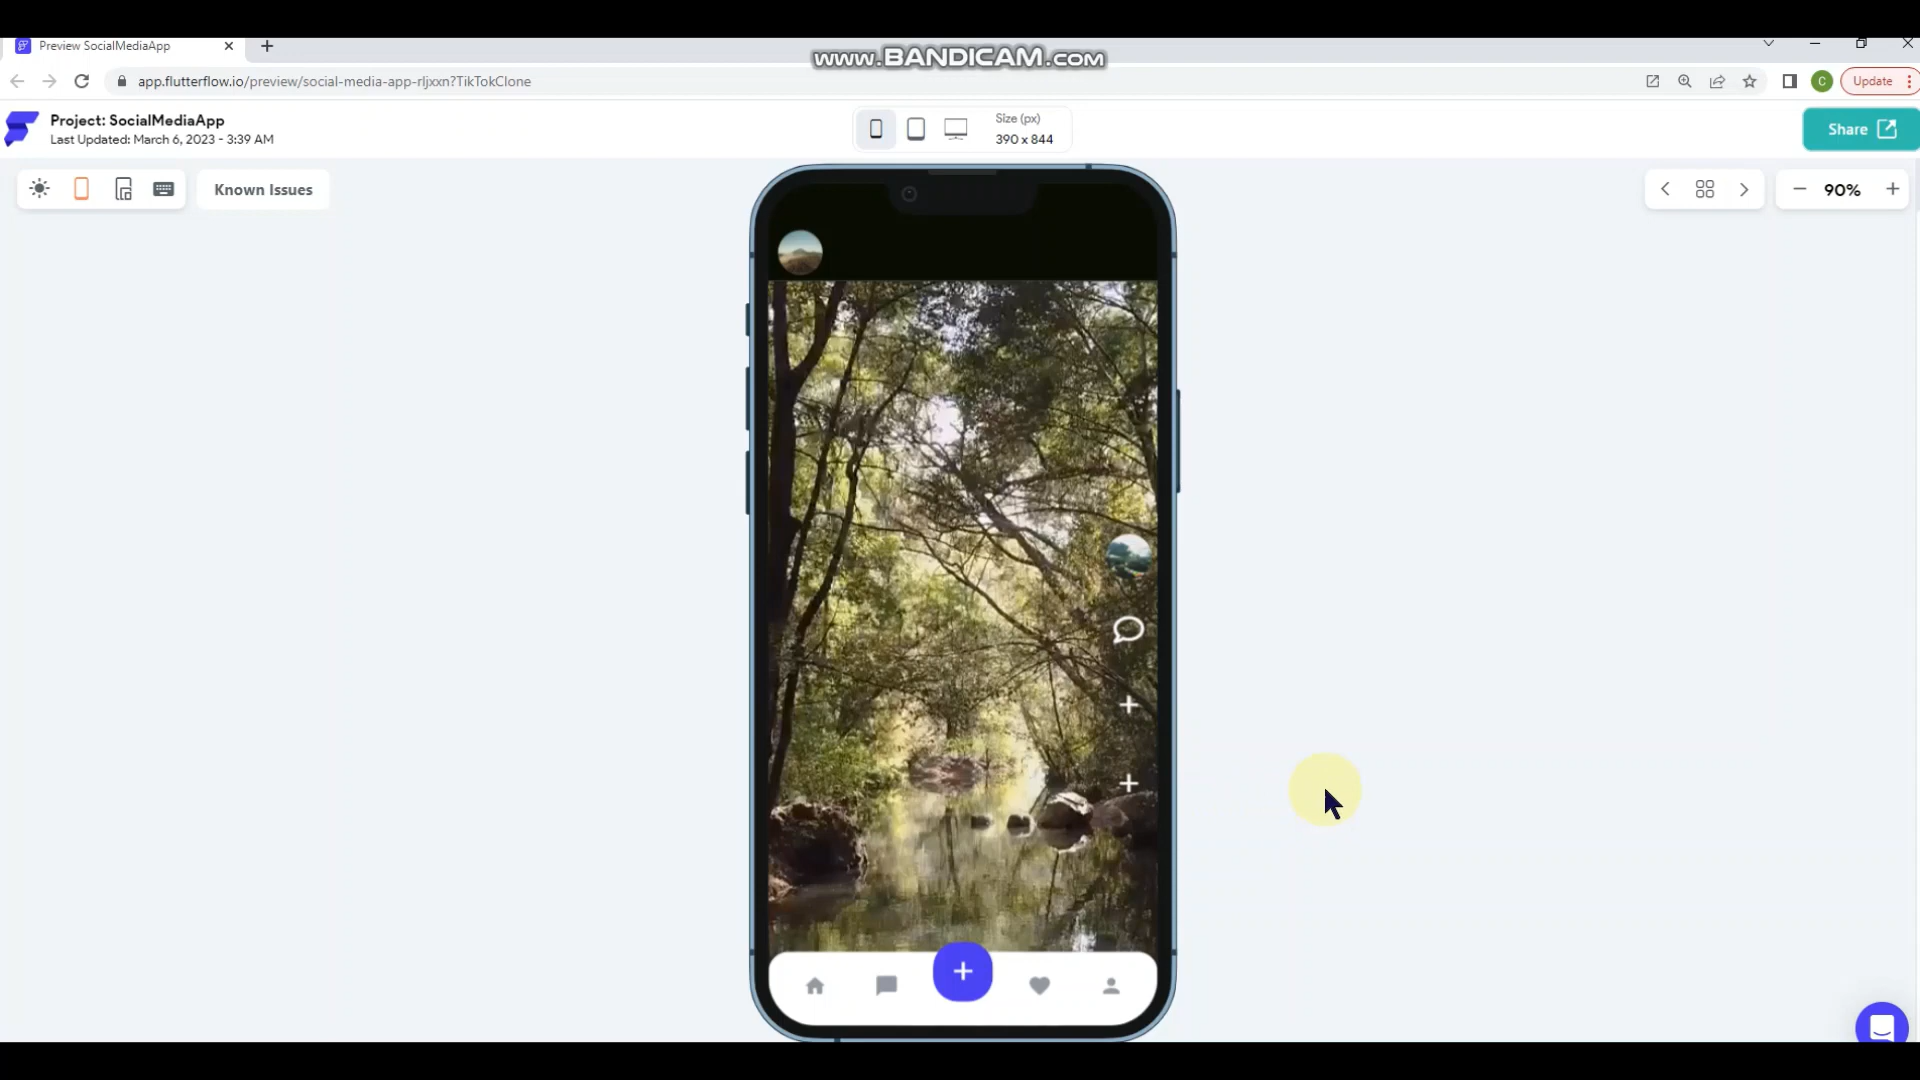 Preview SocialMediaApp
www.BANDICAM.com
app.flutterflow.io/preview/social-media-app-rljxxn?TikTokClone
C
Update
Project: SocialMediaApp
Last Updated: March 6, 2023 - 3:39 AM
Size (px)
390 x 844
Share
Known Issues
90%